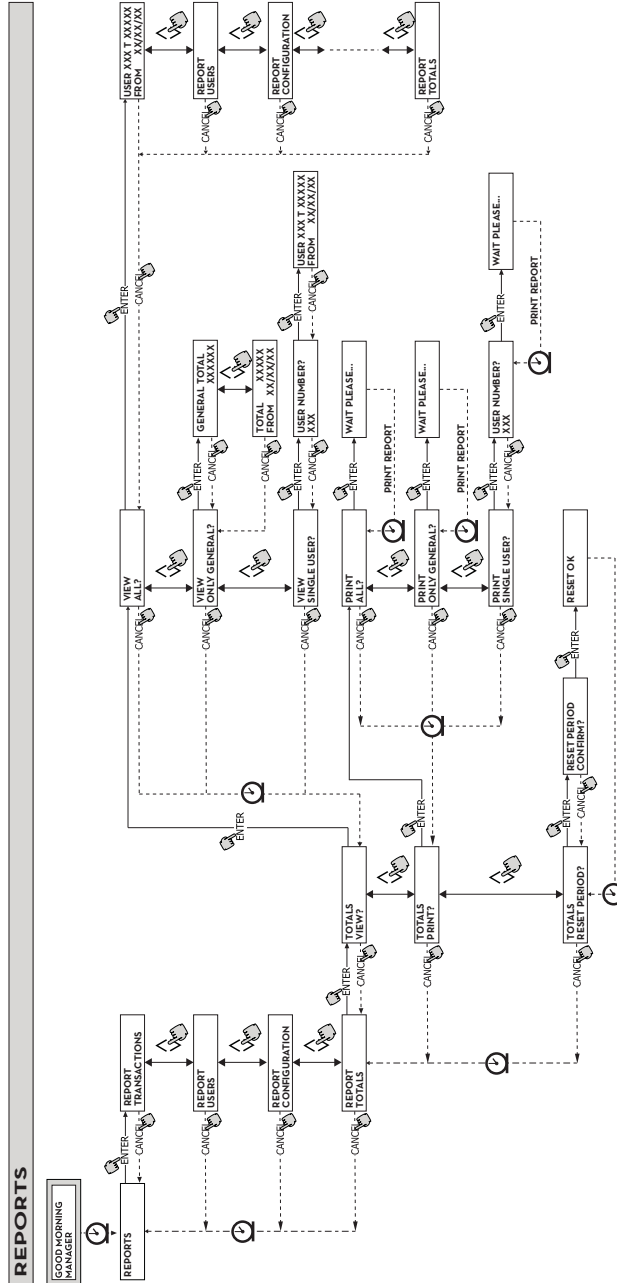 REPORTS
GOOD MORNING
MANAGER
REPORTS
ENTER
CANCEL
REPORT
TRANSACTIONS
CANCEL
REPORT
USERS
CANCEL
REPORT
CONFIGURATION
CANCEL
REPORT
TOTALS
ENTER
CANCEL
TOTALS
VIEW?
ENTER
CANCEL
TOTALS
PRINT?
ENTER
CANCEL
TOTALS
RESET PERIOD?
ENTER
CANCEL
RESET PERIOD
CONFIRM?
ENTER
RESET OK
CANCEL
VIEW
ALL?
ENTER
CANCEL
USER XXX T XXXXX
FROM XX/XX/XX
CANCEL
REPORT
USERS
CANCEL
REPORT
CONFIGURATION
CANCEL
REPORT
TOTALS
CANCEL
VIEW
ONLY GENERAL?
ENTER
CANCEL
GENERAL TOTAL
XXXXXX
TOTAL XXXXX
FROM XX/XX/XX
CANCEL
VIEW
SINGLE USER?
ENTER
CANCEL
USER NUMBER?
XXX
ENTER
CANCEL
USER XXX T XXXXX
FROM XX/XX/XX
CANCEL
PRINT
ALL?
ENTER
WAIT PLEASE...
PRINT REPORT
CANCEL
PRINT
ONLY GENERAL?
ENTER
WAIT PLEASE...
PRINT REPORT
CANCEL
PRINT
SINGLE USER?
ENTER
CANCEL
USER NUMBER?
XXX
ENTER
WAIT PLEASE...
PRINT REPORT